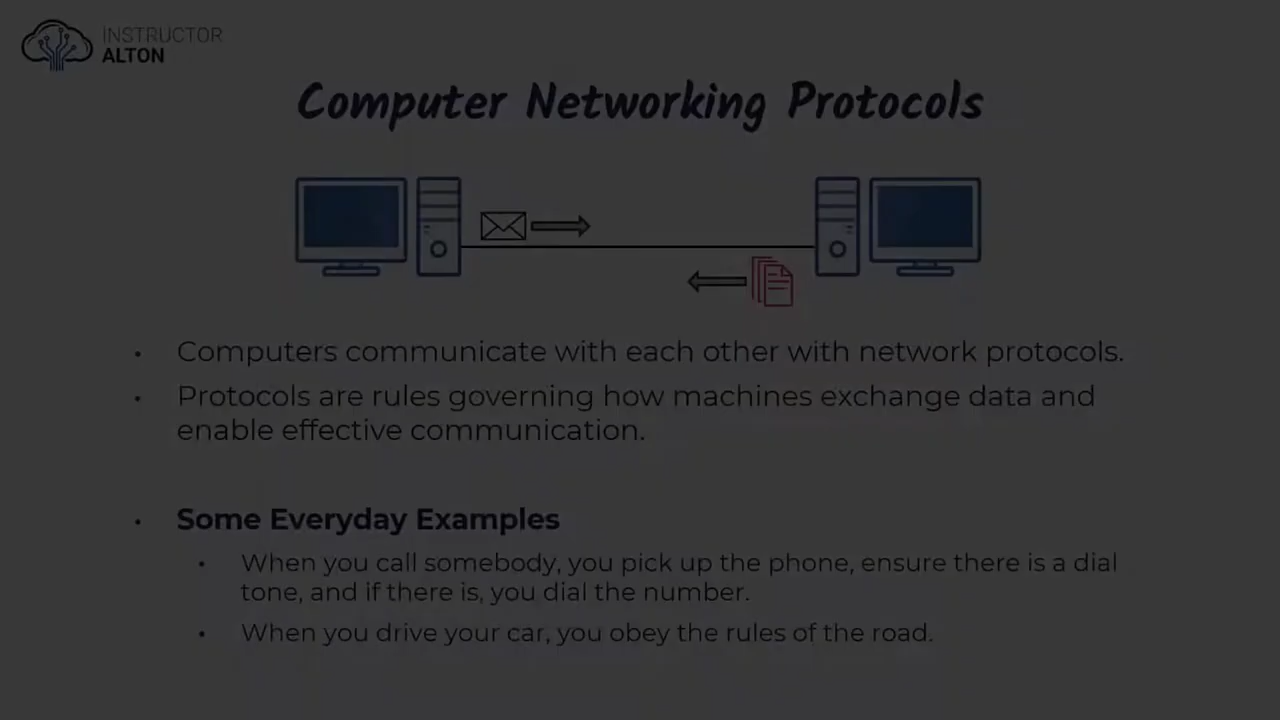 INSTRUCTOR
ALTON
Computer Networking Protocols
• Computers communicate with each other with network protocols.
• Protocols are rules governing how machines exchange data and
enable effective communication.
• Some Everyday Examples
• When you call somebody, you pick up the phone, ensure there is a dial
tone, and if there is, you dial the number.
• When you drive your car, you obey the rules of the road.